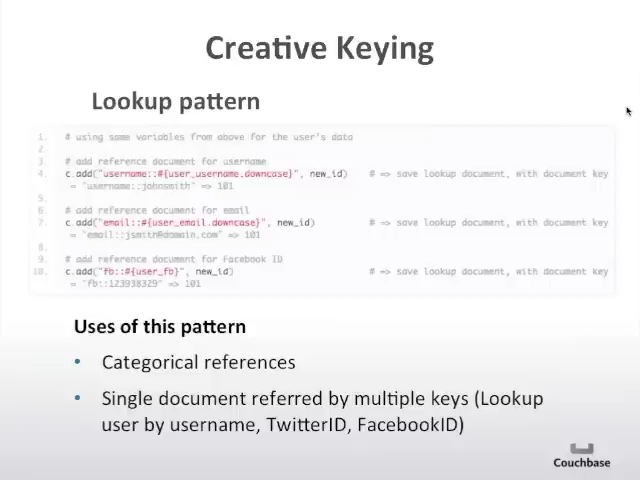 Creative Keying
Lookup pattern
1. # using same variables from above for the user's data
2.
3 # add reference document for username
4. c.add("username::#{user_username.downcase}", new_id) # => save lookup document, with document key
= "username::johnsmith" => 101
5.
6. # add reference document for email
7. c.add("email::#{user_email.downcase}", new_id) # => save lookup document, with document key
= "email::jsmith@domain.com" => 101
8.
9. # add reference document for Facebook ID
10. c.add("fb::#{user_fb}", new_id) # => save lookup document, with document key
= "fb::123938329" => 101
Uses of this pattern
• Categorical references
• Single document referred by multiple keys (Lookup
user by username, TwitterID, FacebookID)
Couchbase